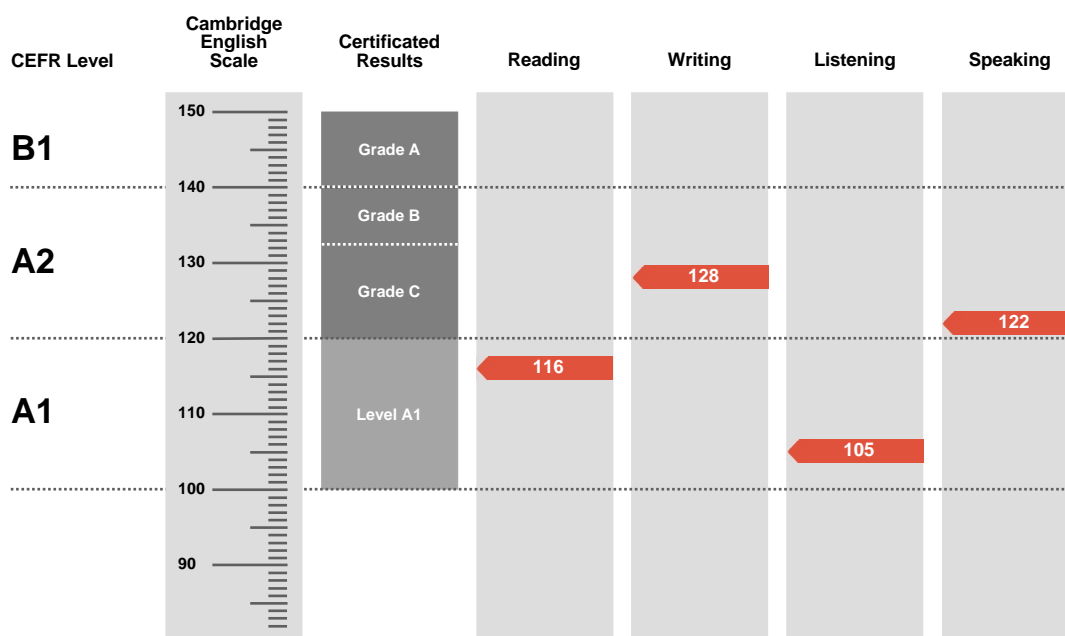 CEFR Level
Cambridge
English
Scale
Certificated
Results
Reading
Writing
Listening
Speaking
150
B1
Grade A
140
Grade B
A2
130
128
Grade C
122
120
116
A1
110
Level A1
105
100
90